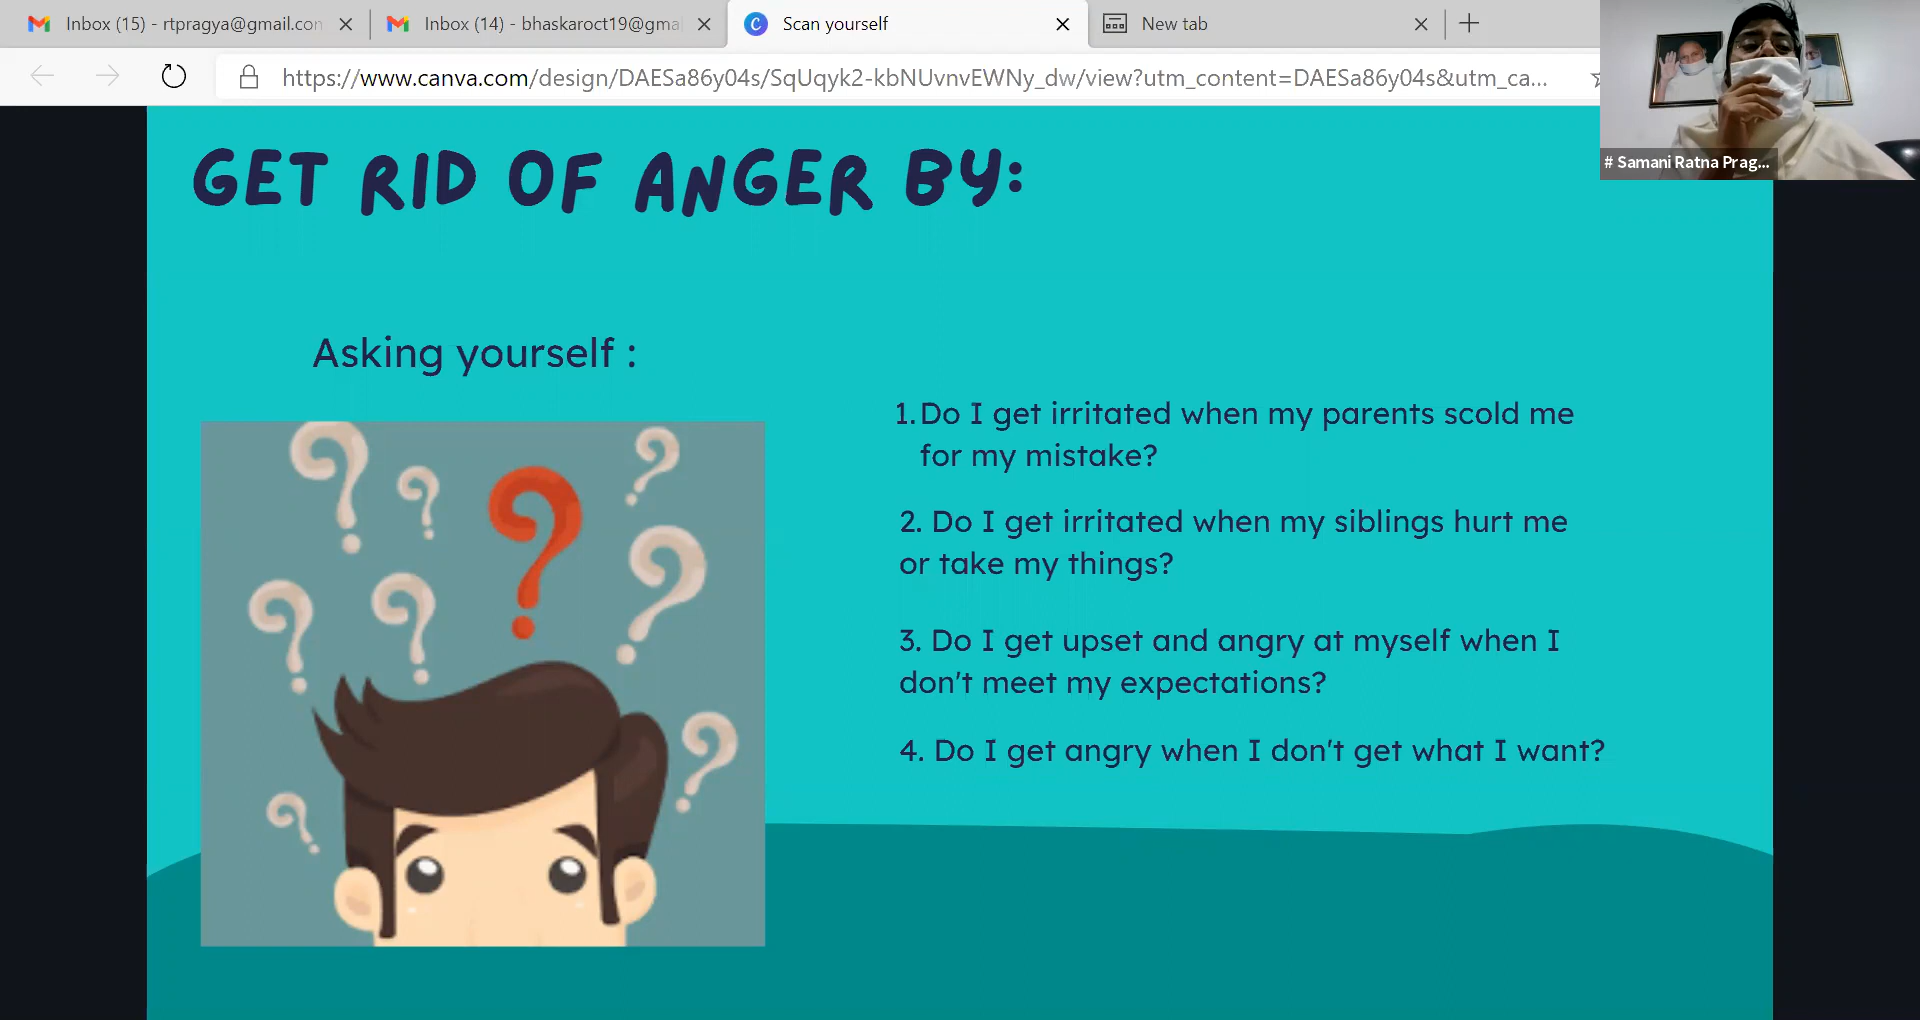 Inbox (15) - rtpragya@gmail.con
Inbox (14) - bhaskaroct19@gma
Scan yourself
New tab
https://www.canva.com/design/DAESa86y04s/SqUqyk2-kbNUvnvEWNy_dw/view?utm_content=DAESa86y04s&utm_ca...
# Samani Ratna Prag...
GET RID OF ANGER BY:
Asking yourself :
1. Do I get irritated when my parents scold me
for my mistake?
2. Do I get irritated when my siblings hurt me
or take my things?
3. Do I get upset and angry at myself when I
don't meet my expectations?
4. Do I get angry when I don't get what I want?